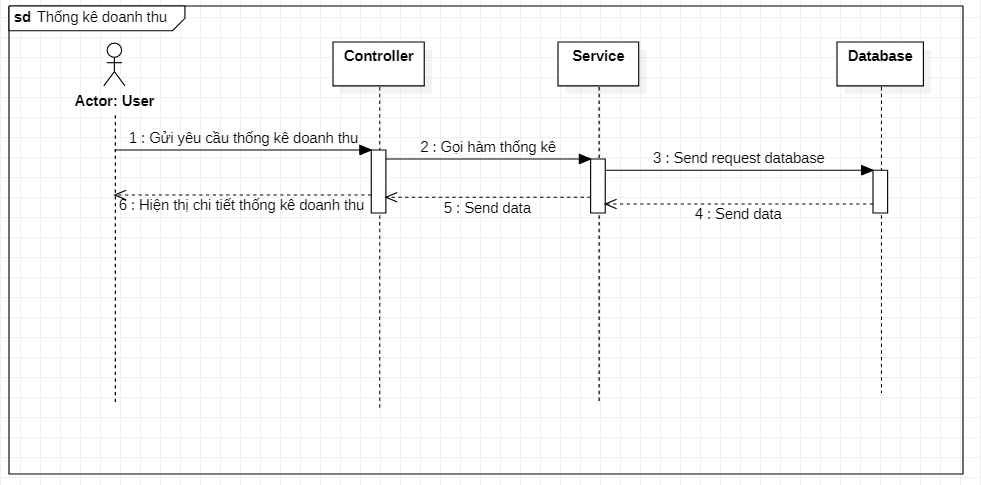 sd Thống kê doanh thu
Controller
Service
Database
Actor: User
1 : Gửi yêu cầu thống kê doanh thu
2 : Gọi hàm thống kê
3 : Send request database
6 : Hiện thị chi tiết thống kê doanh thu
5 : Send data
4 : Send data